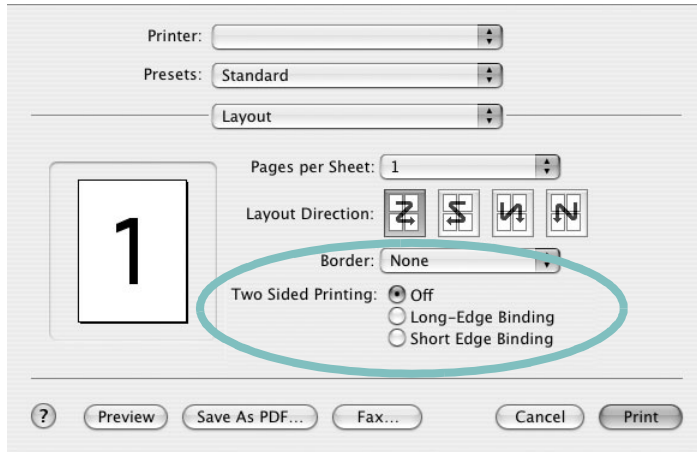 Printer:
Presets: Standard
Layout
Pages per Sheet: 1
Layout Direction:
1
Border: None
Two Sided Printing: Off
Long-Edge Binding
Short Edge Binding
? Preview Save As PDF... Fax... Cancel Print